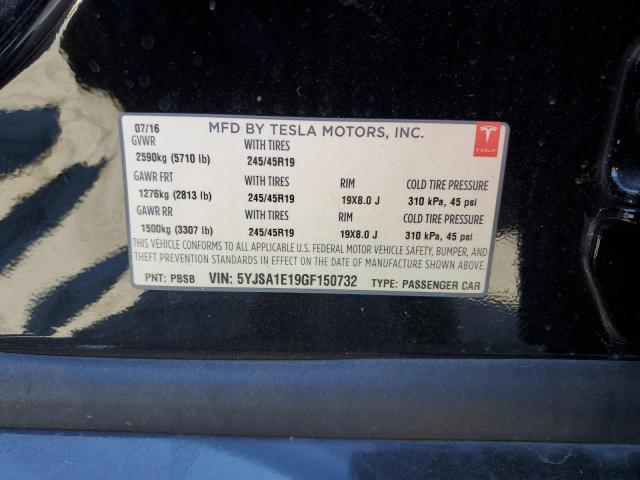 07/16 MFD BY TESLA MOTORS, INC.
TESLA
GVWR WITH TIRES
2590kg (5710 lb) 245/45R19
GAWR FRT WITH TIRES RIM COLD TIRE PRESSURE
1276kg (2813 lb) 245/45R19 19X8.0 J 310 kPa, 45 psi
GAWR RR WITH TIRES RIM COLD TIRE PRESSURE
1500kg (3307 lb) 245/45R19 19X8.0 J 310 kPa, 45 psi
THIS VEHICLE CONFORMS TO ALL APPLICABLE U.S. FEDERAL MOTOR VEHICLE SAFETY, BUMPER, AND
THEFT PREVENTION STANDARDS IN EFFECT ON THE DATE OF MANUFACTURE SHOWN ABOVE.
PNT: PBSB VIN: 5YJSA1E19GF150732 TYPE: PASSENGER CAR